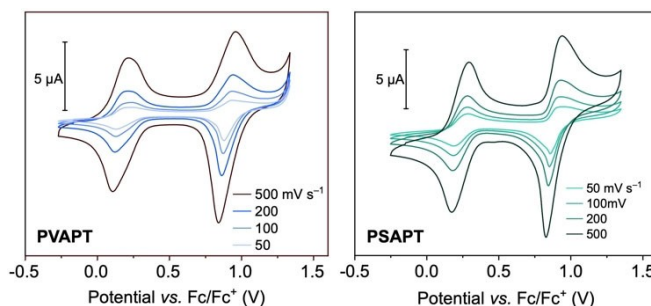 5 µA
500 mV s⁻¹
200
100
50
PVAPT
-0.5 0.0 0.5 1.0 1.5
Potential vs. Fc/Fc⁺ (V)
5 µA
50 mV s⁻¹
100mV
200
500
PSAPT
-0.5 0.0 0.5 1.0 1.5
Potential vs. Fc/Fc⁺ (V)